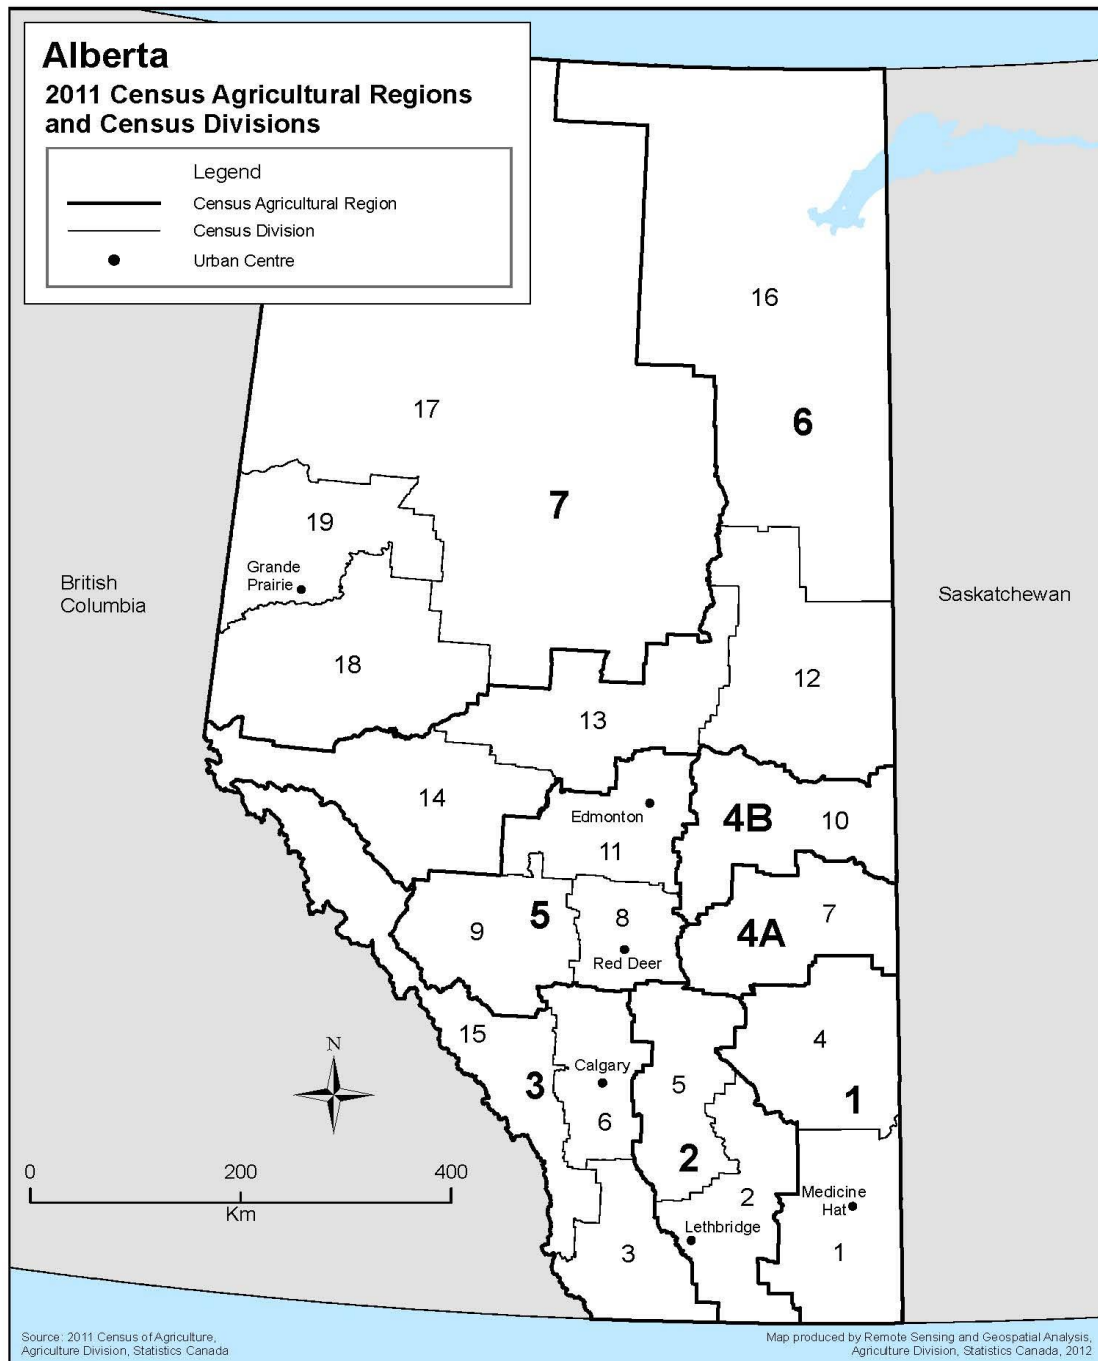 Alberta
2011 Census Agricultural Regions
and Census Divisions
Legend
Census Agricultural Region
Census Division
Urban Centre
16
17
6
7
19
Grande
Prairie
British
Columbia
Saskatchewan
18
12
13
14
Edmonton
4B
10
11
9
5
8
7
4A
Red Deer
15
N
4
Calgary
3
5
1
6
2
0
200
400
Km
2
Medicine
Hat
Lethbridge
3
1
Source: 2011 Census of Agriculture,
Agriculture Division, Statistics Canada
Map produced by Remote Sensing and Geospatial Analysis,
Agriculture Division, Statistics Canada, 2012